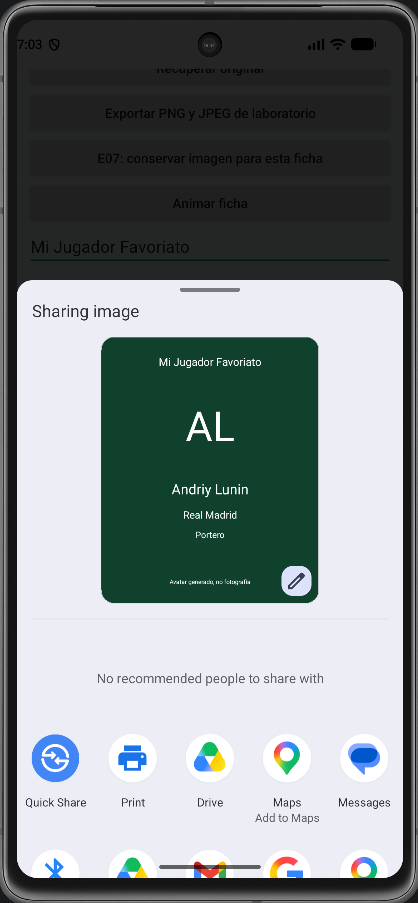 7:03
Recuperar original
Exportar PNG y JPEG de laboratorio
E07: conservar imagen para esta ficha
Animar ficha
Mi Jugador Favoriato
Sharing image
Mi Jugador Favoriato
AL
Andriy Lunin
Real Madrid
Portero
Avatar generado, no fotografía
No recommended people to share with
Quick Share
Print
Drive
Maps
Messages
Add to Maps